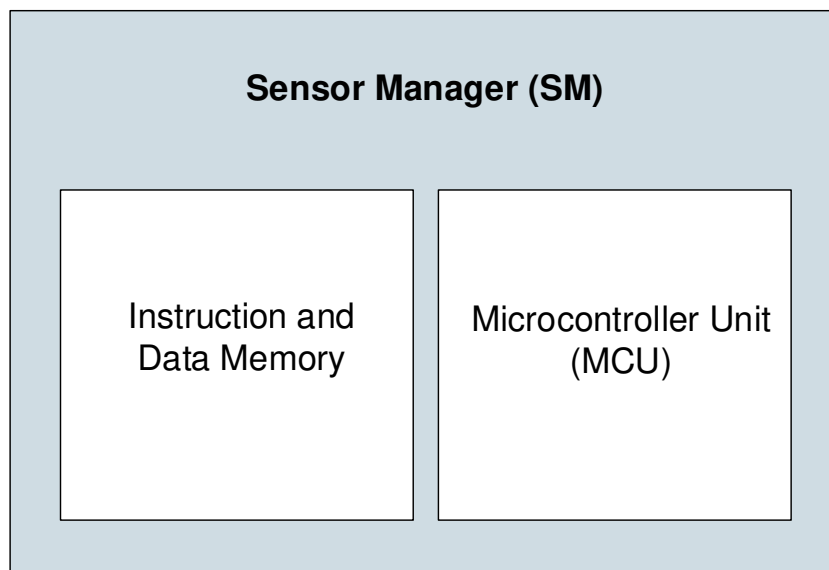 Sensor Manager (SM)
Instruction and
Data Memory
Microcontroller Unit
(MCU)